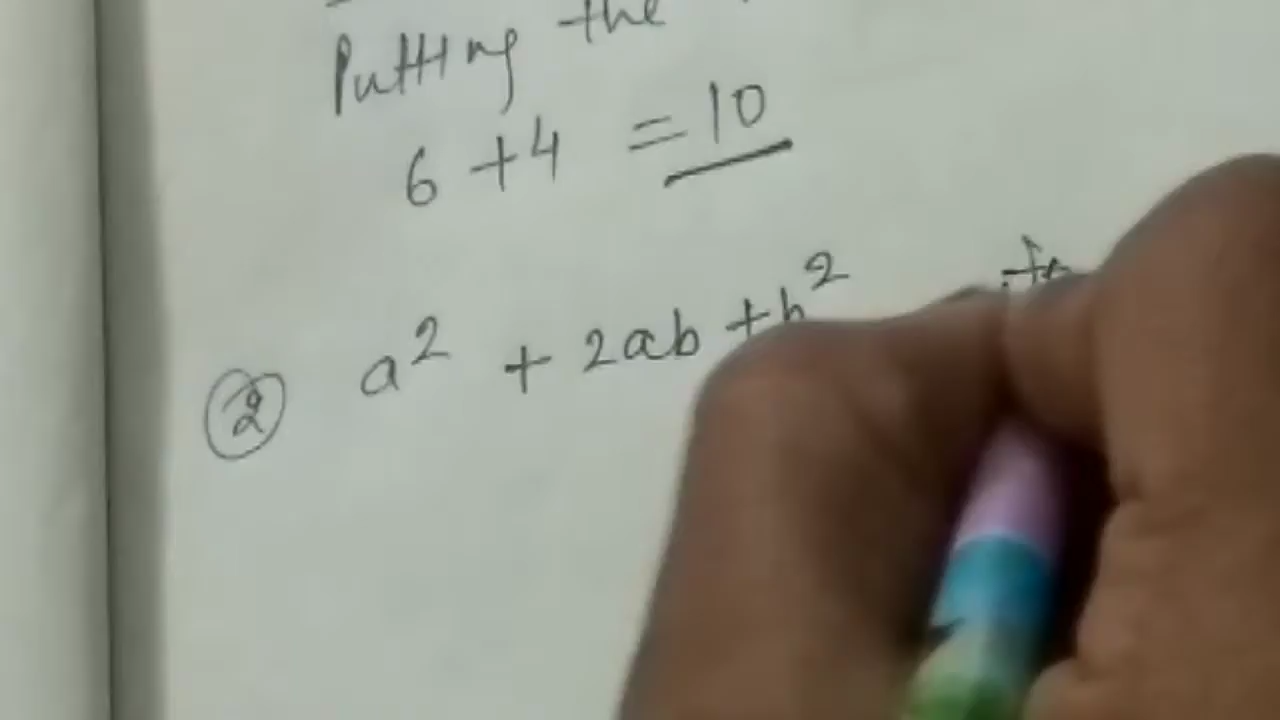 Putting the
6 + 4 = 10
② a² + 2ab + b²